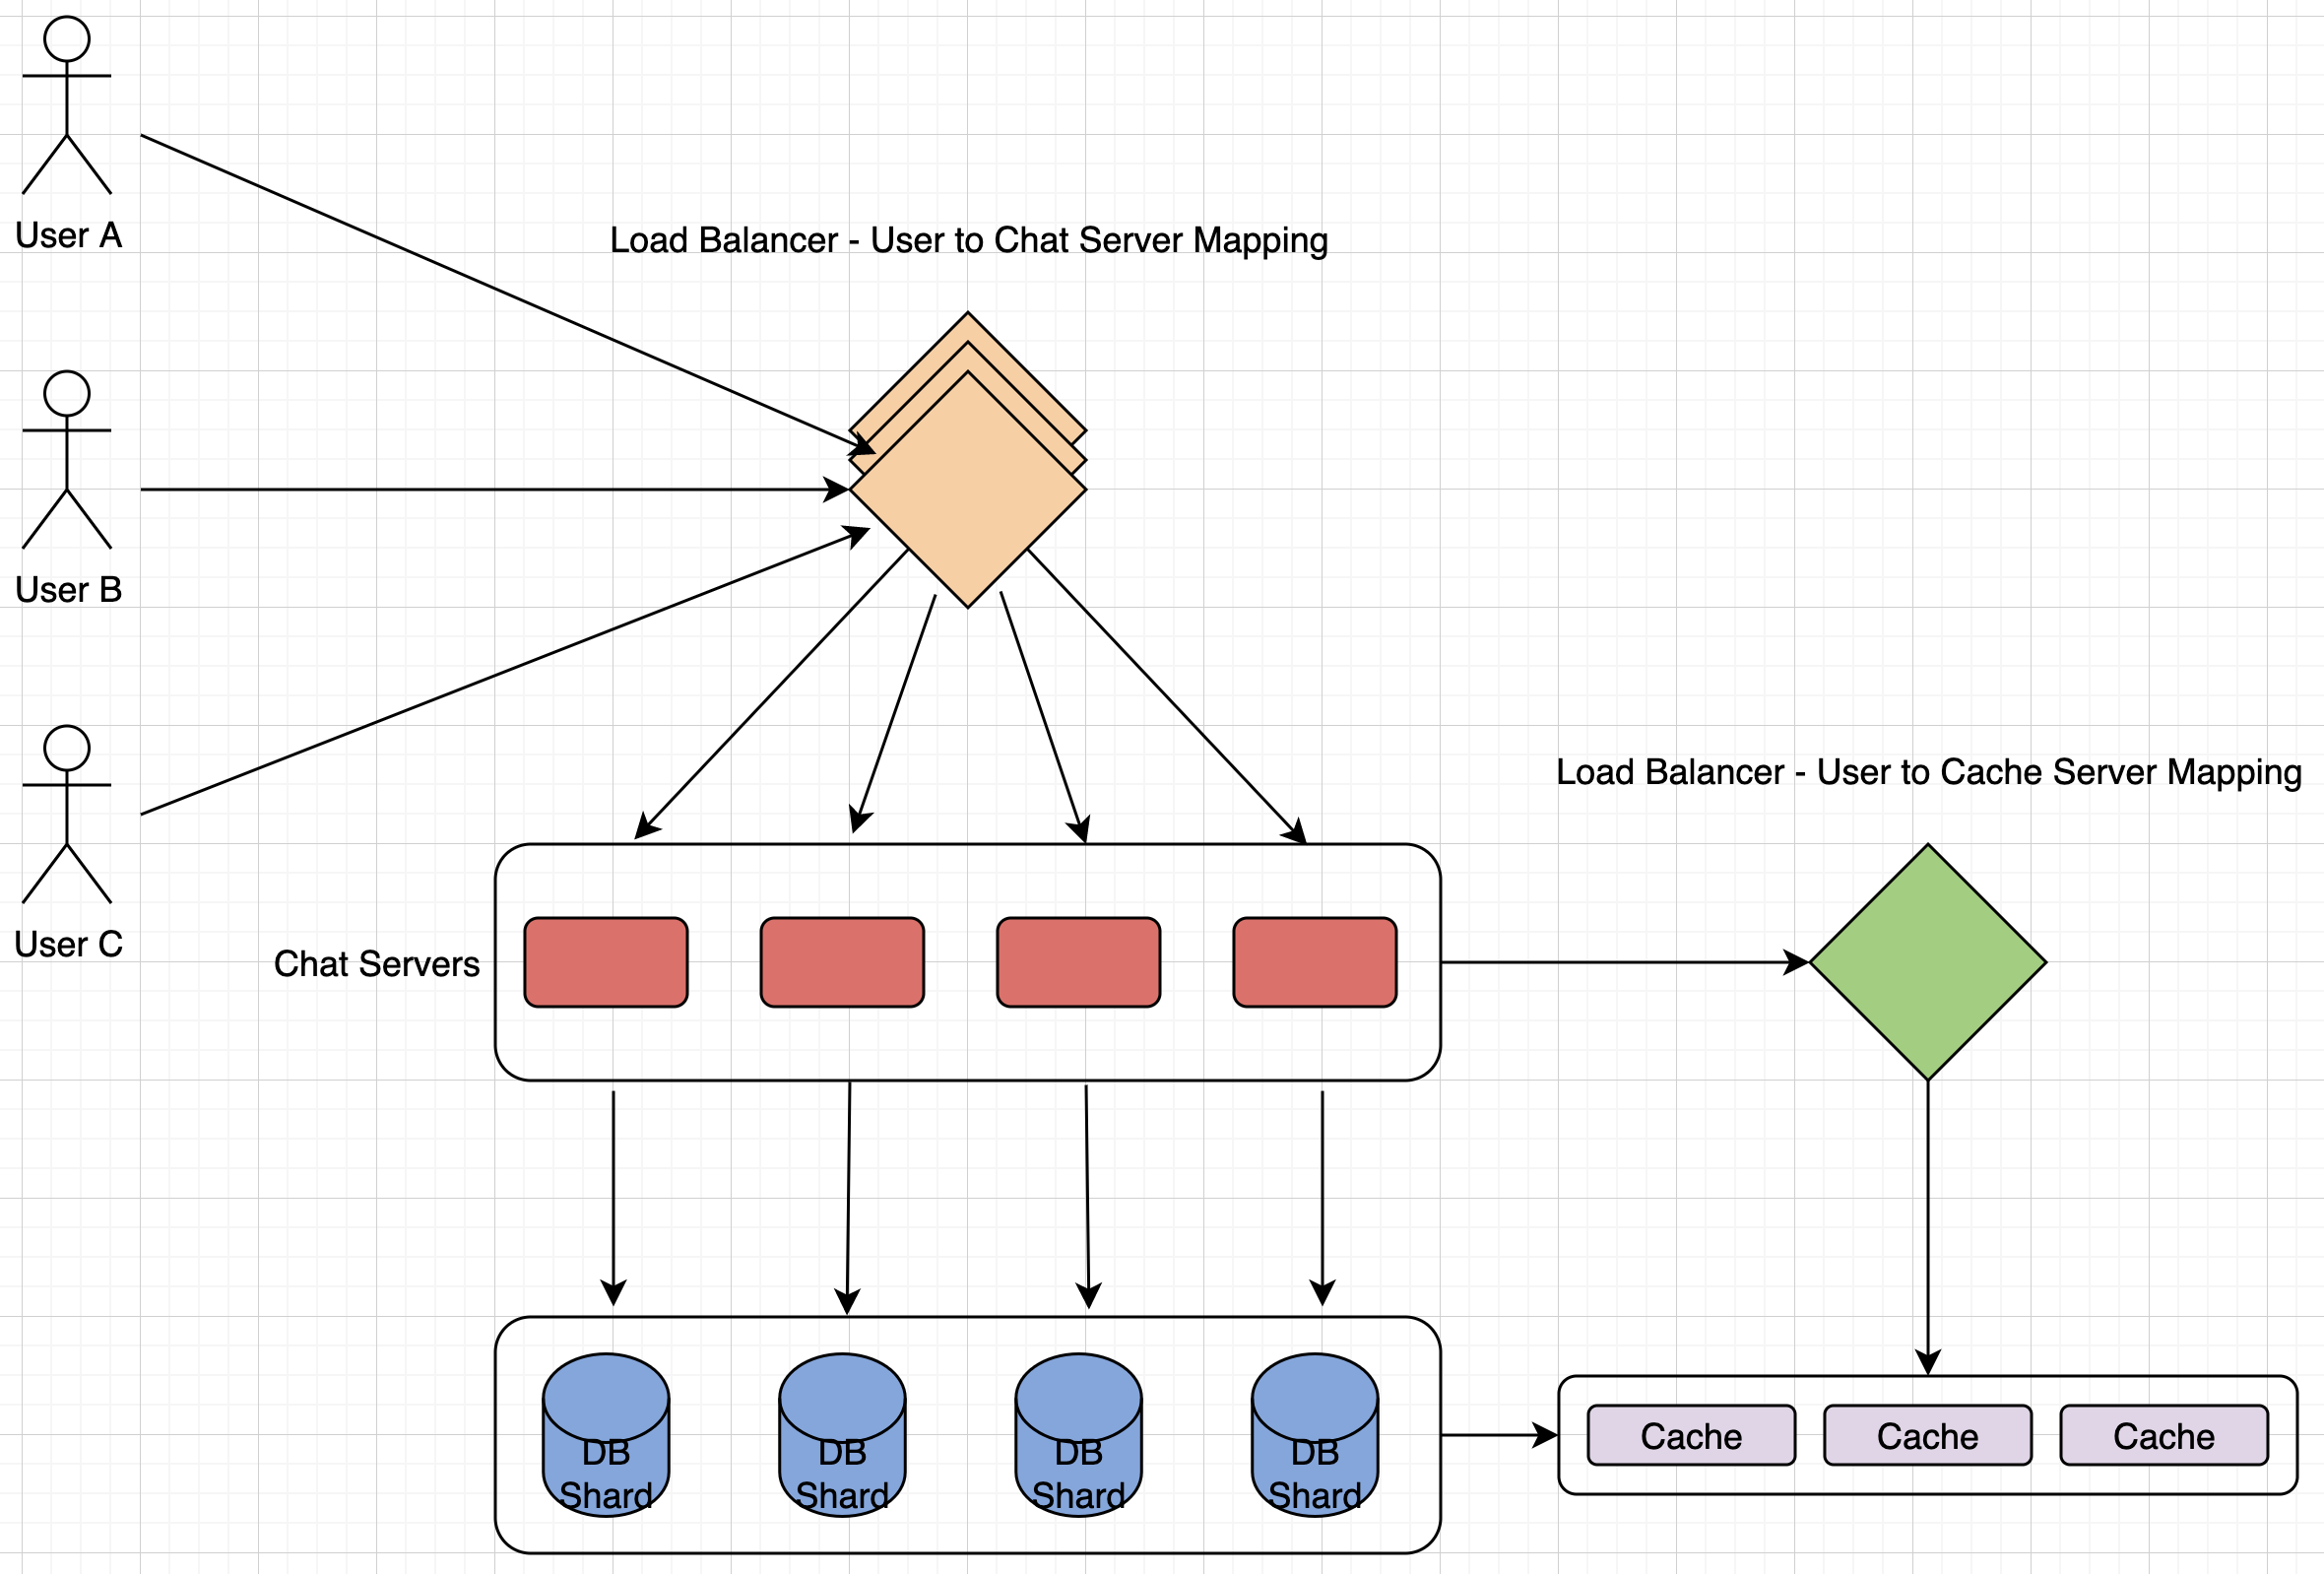 User A
Load Balancer - User to Chat Server Mapping
User B
Load Balancer - User to Cache Server Mapping
User C
Chat Servers
DB
Shard
DB
Shard
DB
Shard
DB
Shard
Cache
Cache
Cache